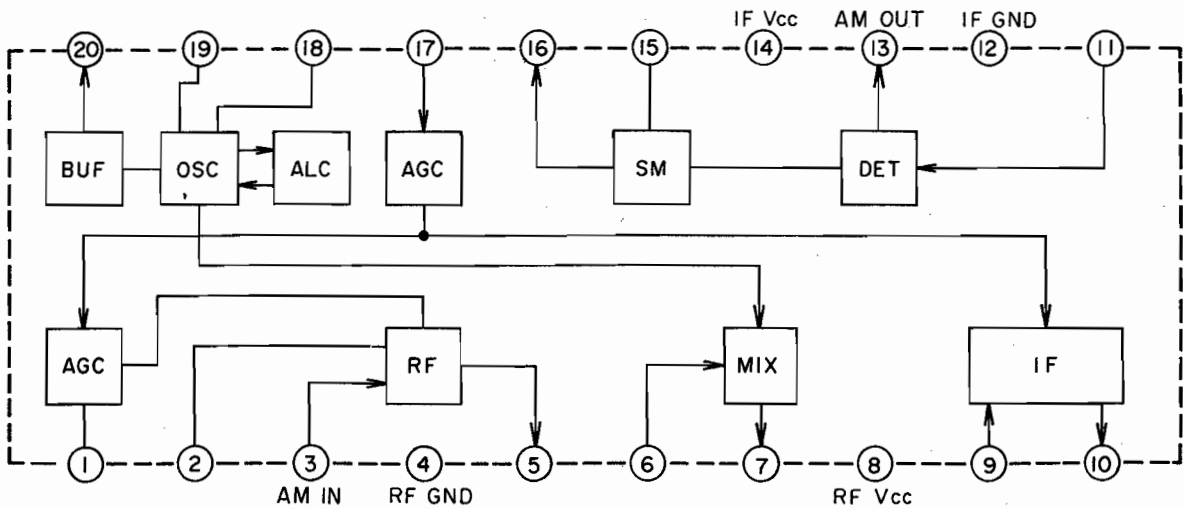 IF Vcc AM OUT IF GND
20 19 18 17 16 15 14 13 12 11
BUF OSC ALC AGC SM DET
AGC RF MIX IF
1 2 3 4 5 6 7 8 9 10
AM IN RF GND RF Vcc